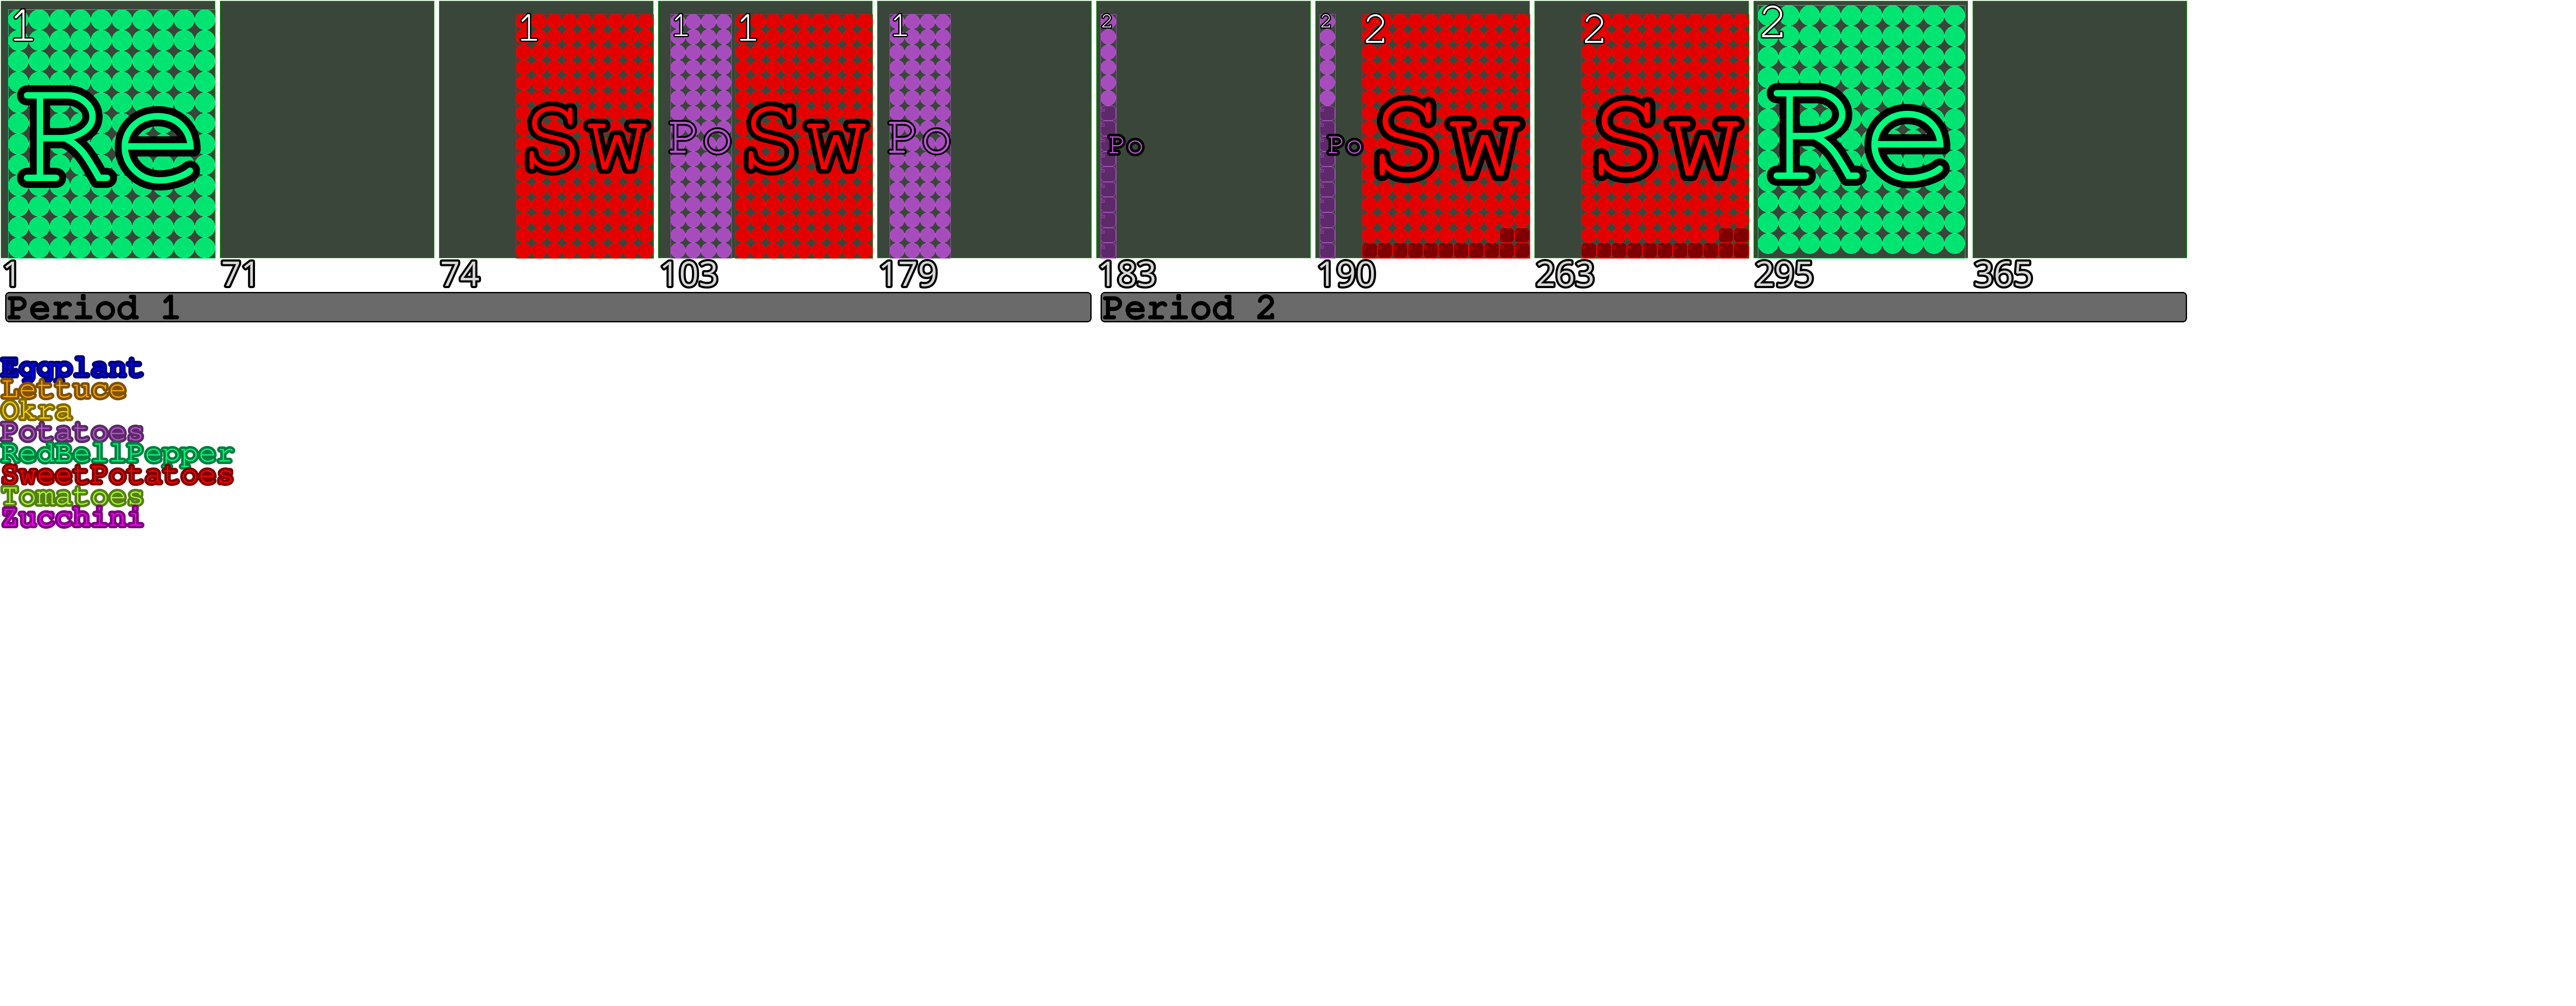 1 1 1 1 1 2 2 2 2 2
Re Sw Po Sw Po Po Po Sw Sw Re
1 71 74 103 179 183 190 263 295 365
Period 1 Period 2
Eggplant
Lettuce
Okra
Potatoes
RedBellPepper
SweetPotatoes
Tomatoes
Zucchini